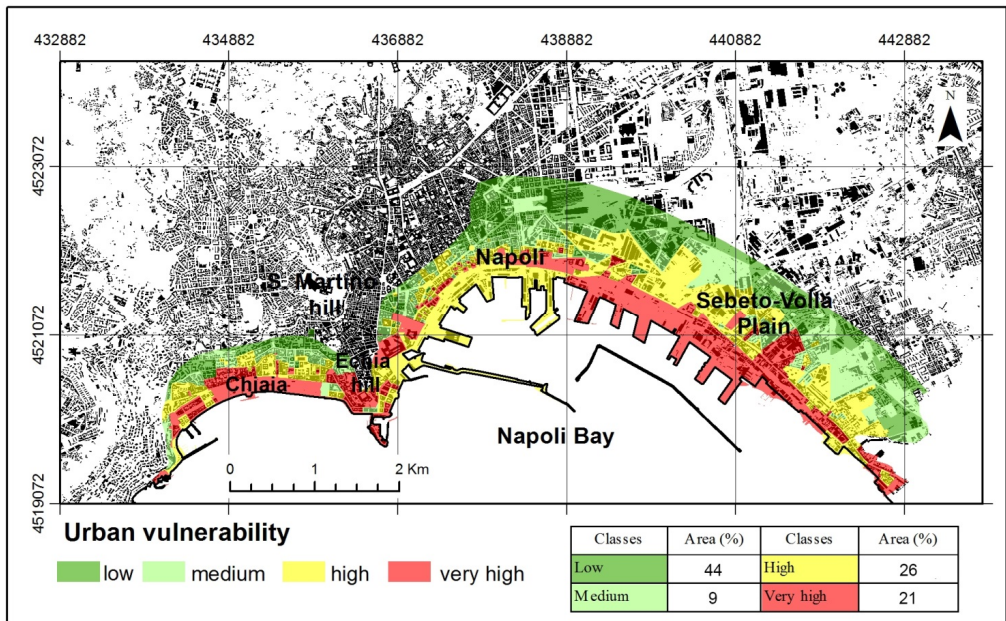 432882 434882 436882 438882 440882 442882
N
4523072
Napoli
S. Martino
hill
Sebeto-Volla
Plain
4521072
Echia
hill
Chiaia
Napoli Bay
0 1 2 Km
4519072
Urban vulnerability
low medium high very high
Classes Area (%) Classes Area (%)
Low 44 High 26
Medium 9 Very high 21